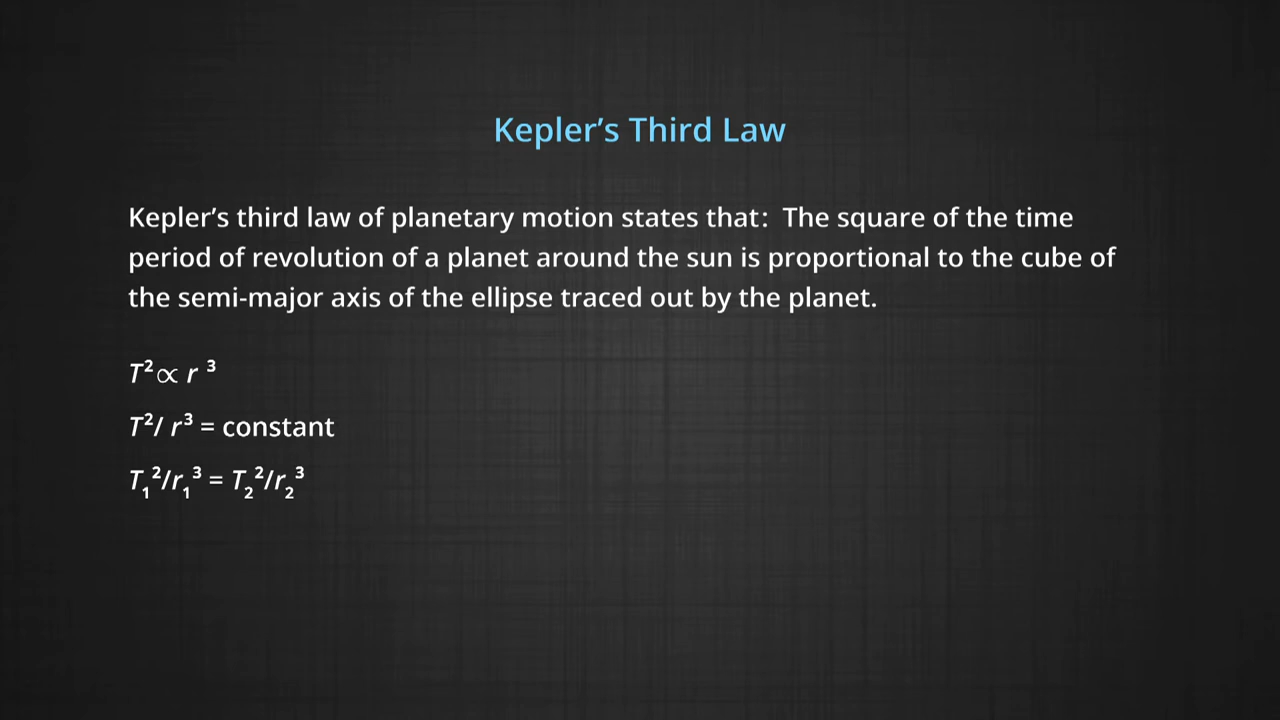 Kepler’s Third Law
Kepler’s third law of planetary motion states that:  The square of the time
period of revolution of a planet around the sun is proportional to the cube of
the semi-major axis of the ellipse traced out by the planet.
T²∝ r ³
T²/ r³ = constant
T₁²/r₁³ = T₂²/r₂³